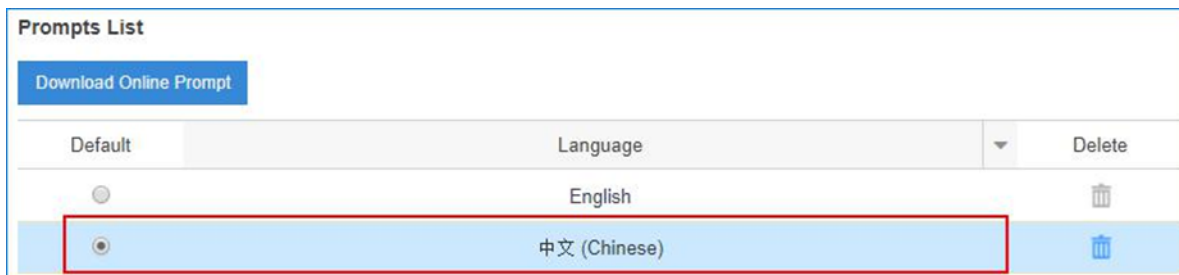 Prompts List
Download Online Prompt
Default Language Delete
English
中文 (Chinese)